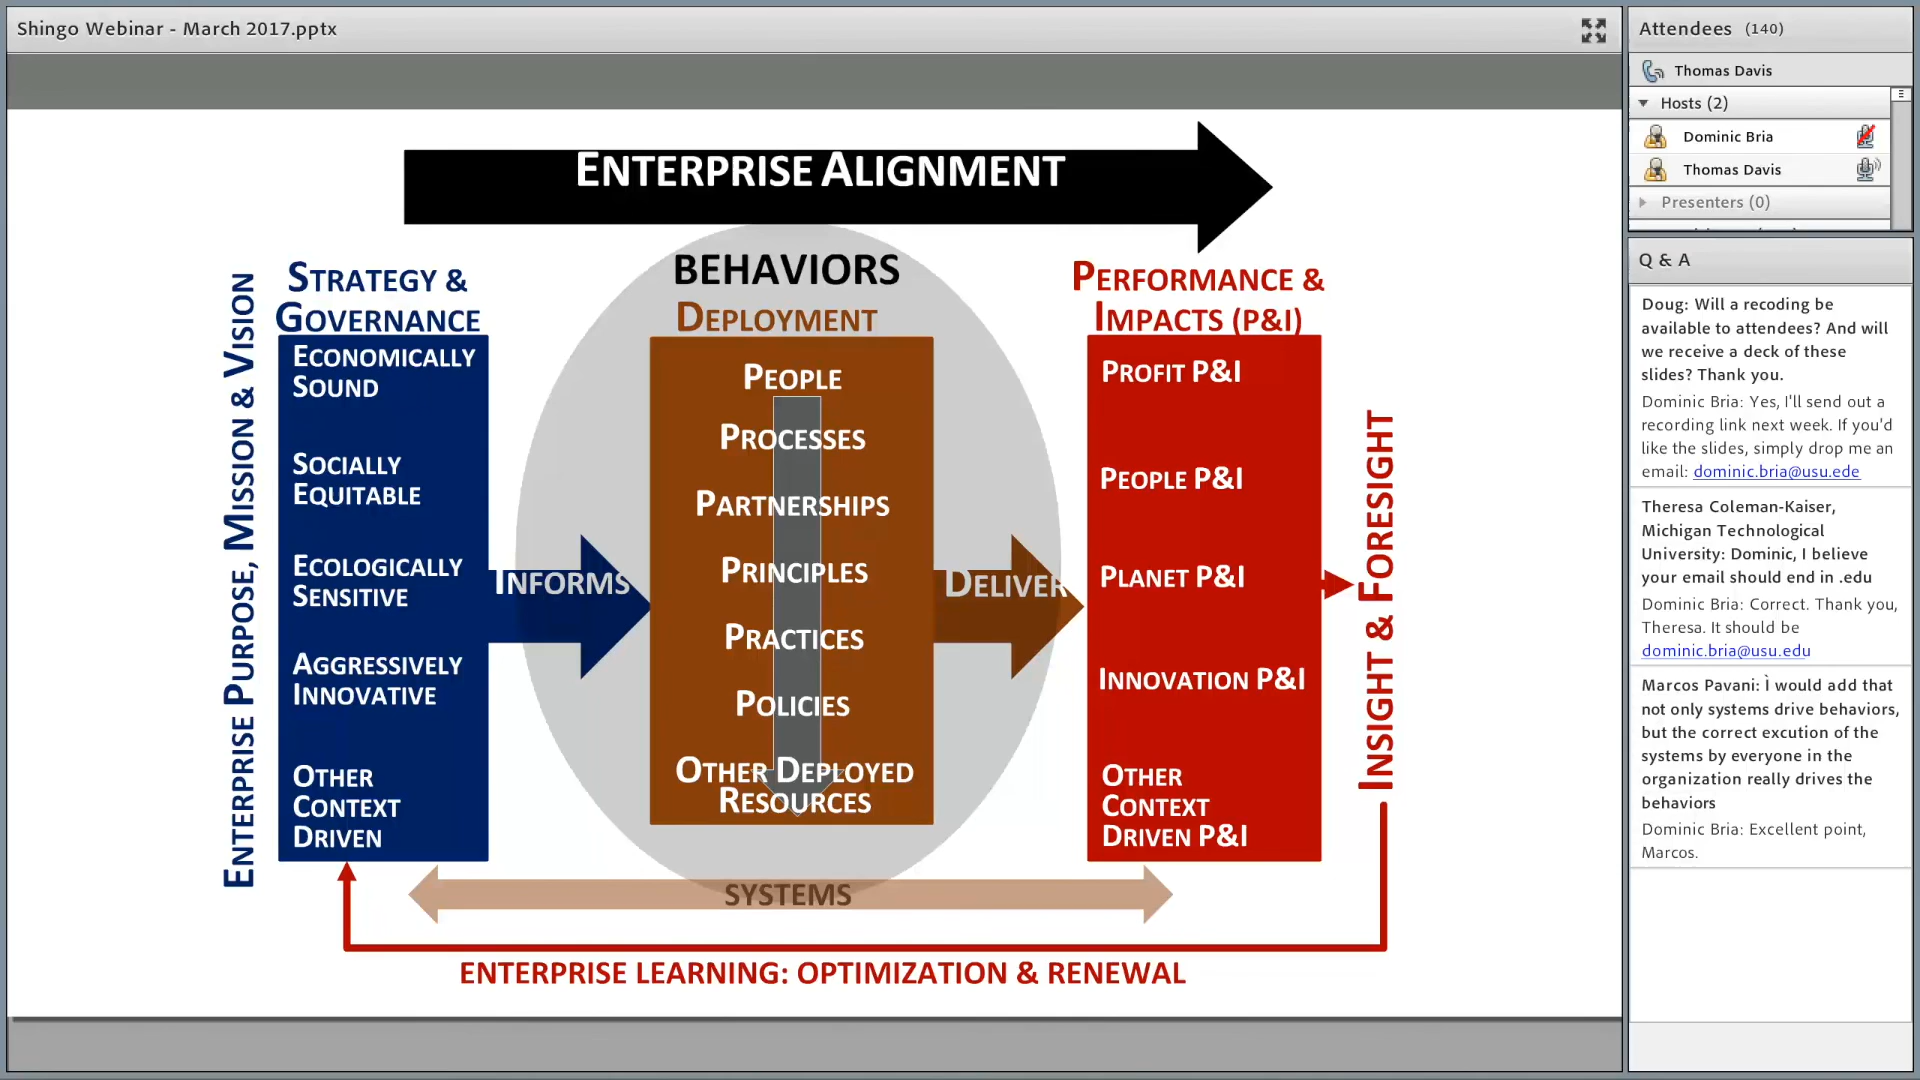 Shingo Webinar - March 2017.pptx
ENTERPRISE ALIGNMENT
ENTERPRISE PURPOSE, MISSION & VISION
STRATEGY &
GOVERNANCE
ECONOMICALLY
SOUND
SOCIALLY
EQUITABLE
ECOLOGICALLY
SENSITIVE
AGGRESSIVELY
INNOVATIVE
OTHER
CONTEXT
DRIVEN
INFORMS
BEHAVIORS
DEPLOYMENT
PEOPLE
PROCESSES
PARTNERSHIPS
PRINCIPLES
PRACTICES
POLICIES
OTHER DEPLOYED
RESOURCES
DELIVER
PERFORMANCE &
IMPACTS (P&I)
PROFIT P&I
PEOPLE P&I
PLANET P&I
INNOVATION P&I
OTHER
CONTEXT
DRIVEN P&I
INSIGHT & FORESIGHT
SYSTEMS
ENTERPRISE LEARNING: OPTIMIZATION & RENEWAL
Attendees (140)
Thomas Davis
Hosts (2)
Dominic Bria
Thomas Davis
Presenters (0)
Q & A
Doug: Will a recoding be
available to attendees? And will
we receive a deck of these
slides? Thank you.
Dominic Bria: Yes, I'll send out a
recording link next week. If you'd
like the slides, simply drop me an
email: dominic.bria@usu.ede
Theresa Coleman-Kaiser,
Michigan Technological
University: Dominic, I believe
your email should end in .edu
Dominic Bria: Correct. Thank you,
Theresa. It should be
dominic.bria@usu.edu
Marcos Pavani: Ì would add that
not only systems drive behaviors,
but the correct excution of the
systems by everyone in the
organization really drives the
behaviors
Dominic Bria: Excellent point,
Marcos.